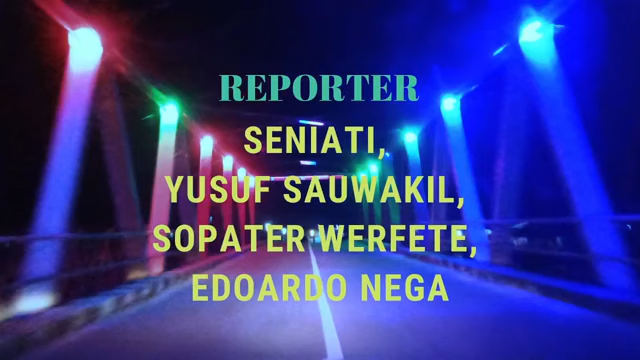 REPORTER
SENIATI,
YUSUF SAUWAKIL,
SOPATER WERFETE,
EDOARDO NEGA